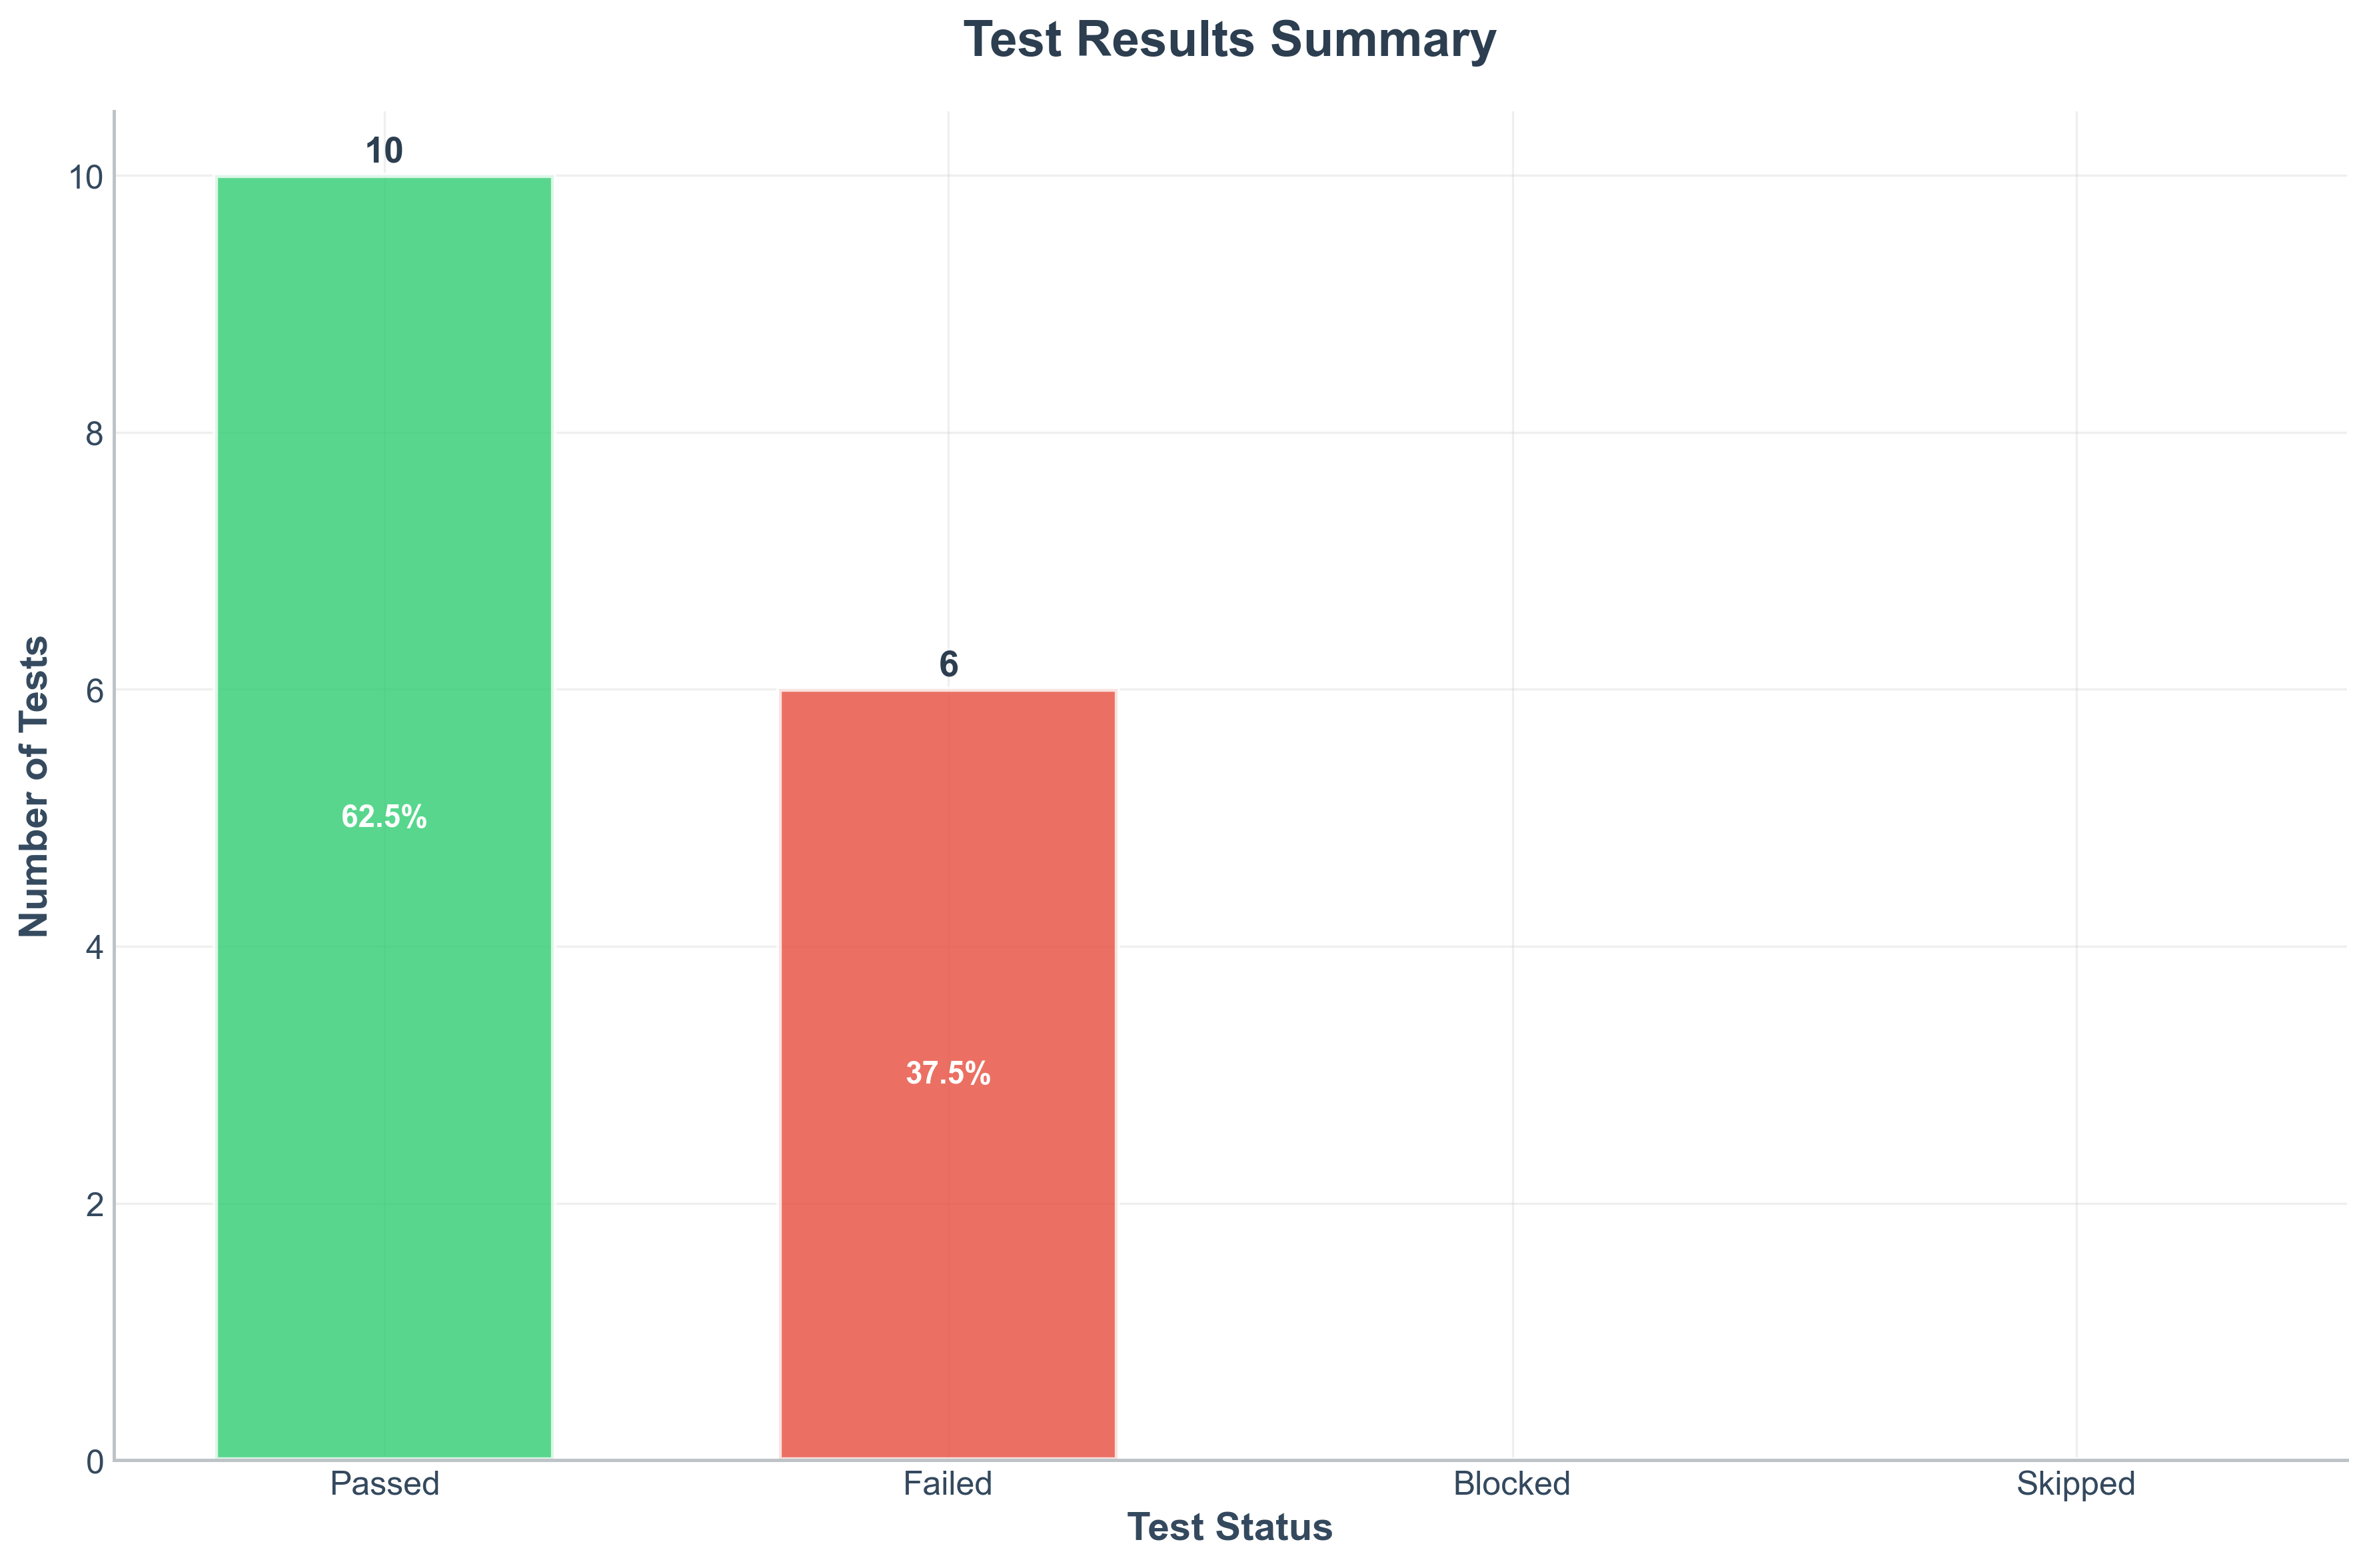 Test Results Summary
10
10
8
6
6
62.5%
Number of Tests
4
37.5%
2
0
Passed Failed Blocked Skipped
Test Status